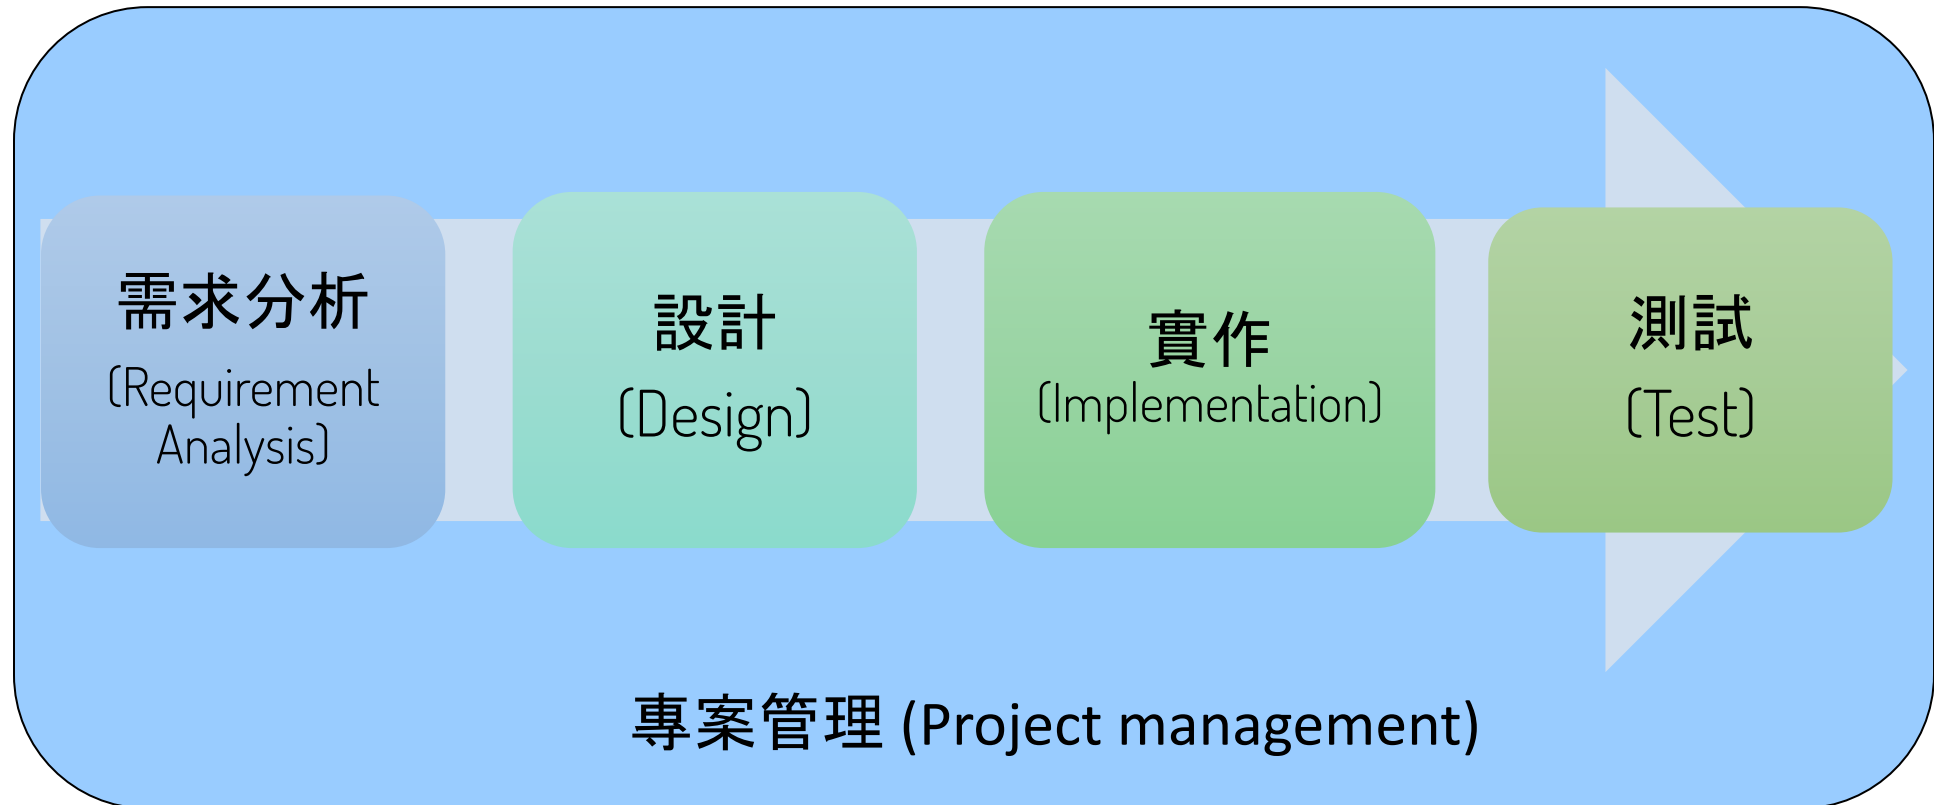 需求分析
(Requirement
Analysis)
設計
(Design)
實作
(Implementation)
測試
(Test)
專案管理 (Project management)